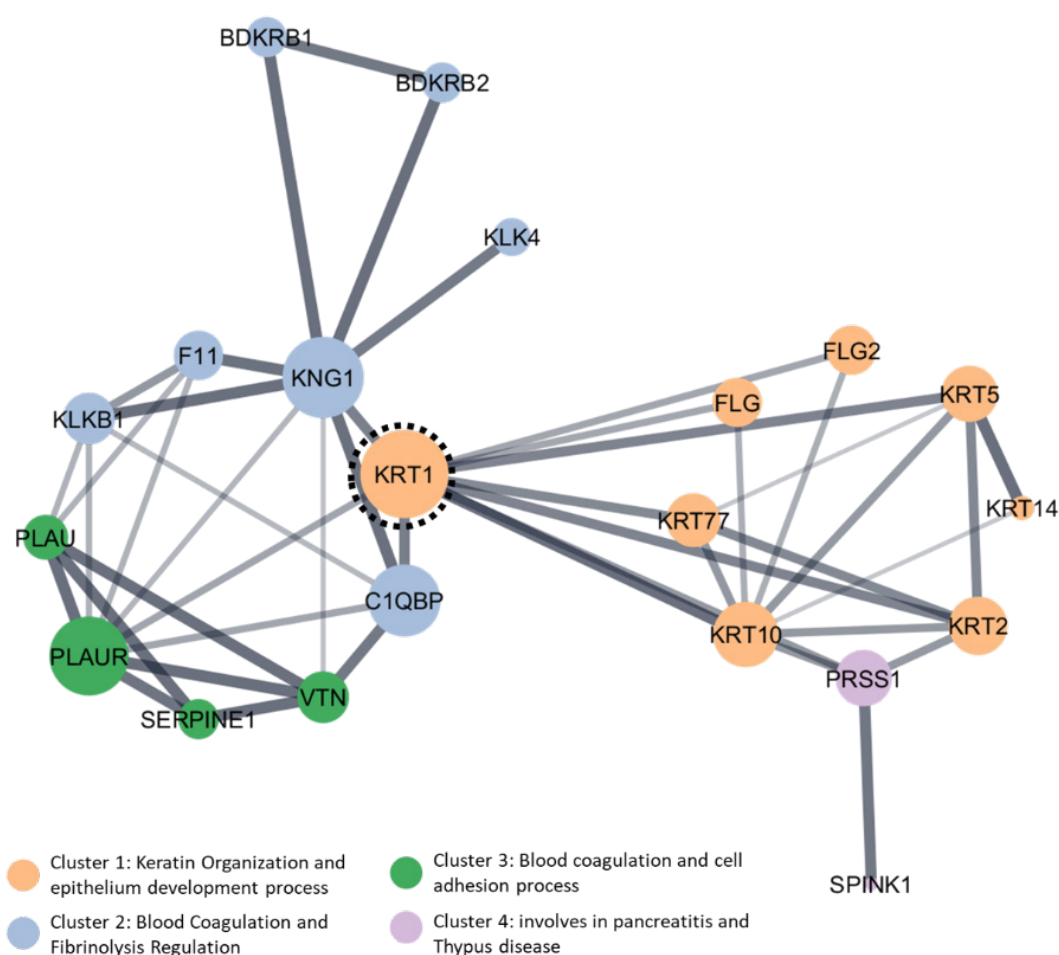 BDKRB1
BDKRB2
KLK4
F11
KNG1
FLG2
FLG
KRT5
KLKB1
KRT1
KRT77
KRT14
PLAU
C1QBP
KRT10
KRT2
PLAUR
PRSS1
VTN
SERPINE1
SPINK1
Cluster 1: Keratin Organization and
epithelium development process
Cluster 2: Blood Coagulation and
Fibrinolysis Regulation
Cluster 3: Blood coagulation and cell
adhesion process
Cluster 4: involves in pancreatitis and
Thypus disease